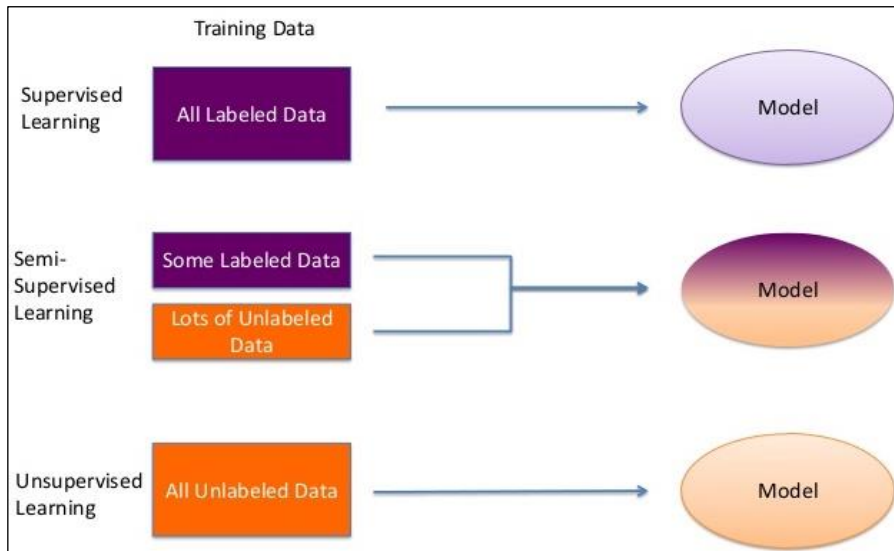 Training Data
Supervised
Learning
All Labeled Data
Model
Semi-
Supervised
Learning
Some Labeled Data
Lots of Unlabeled
Data
Model
Unsupervised
Learning
All Unlabeled Data
Model